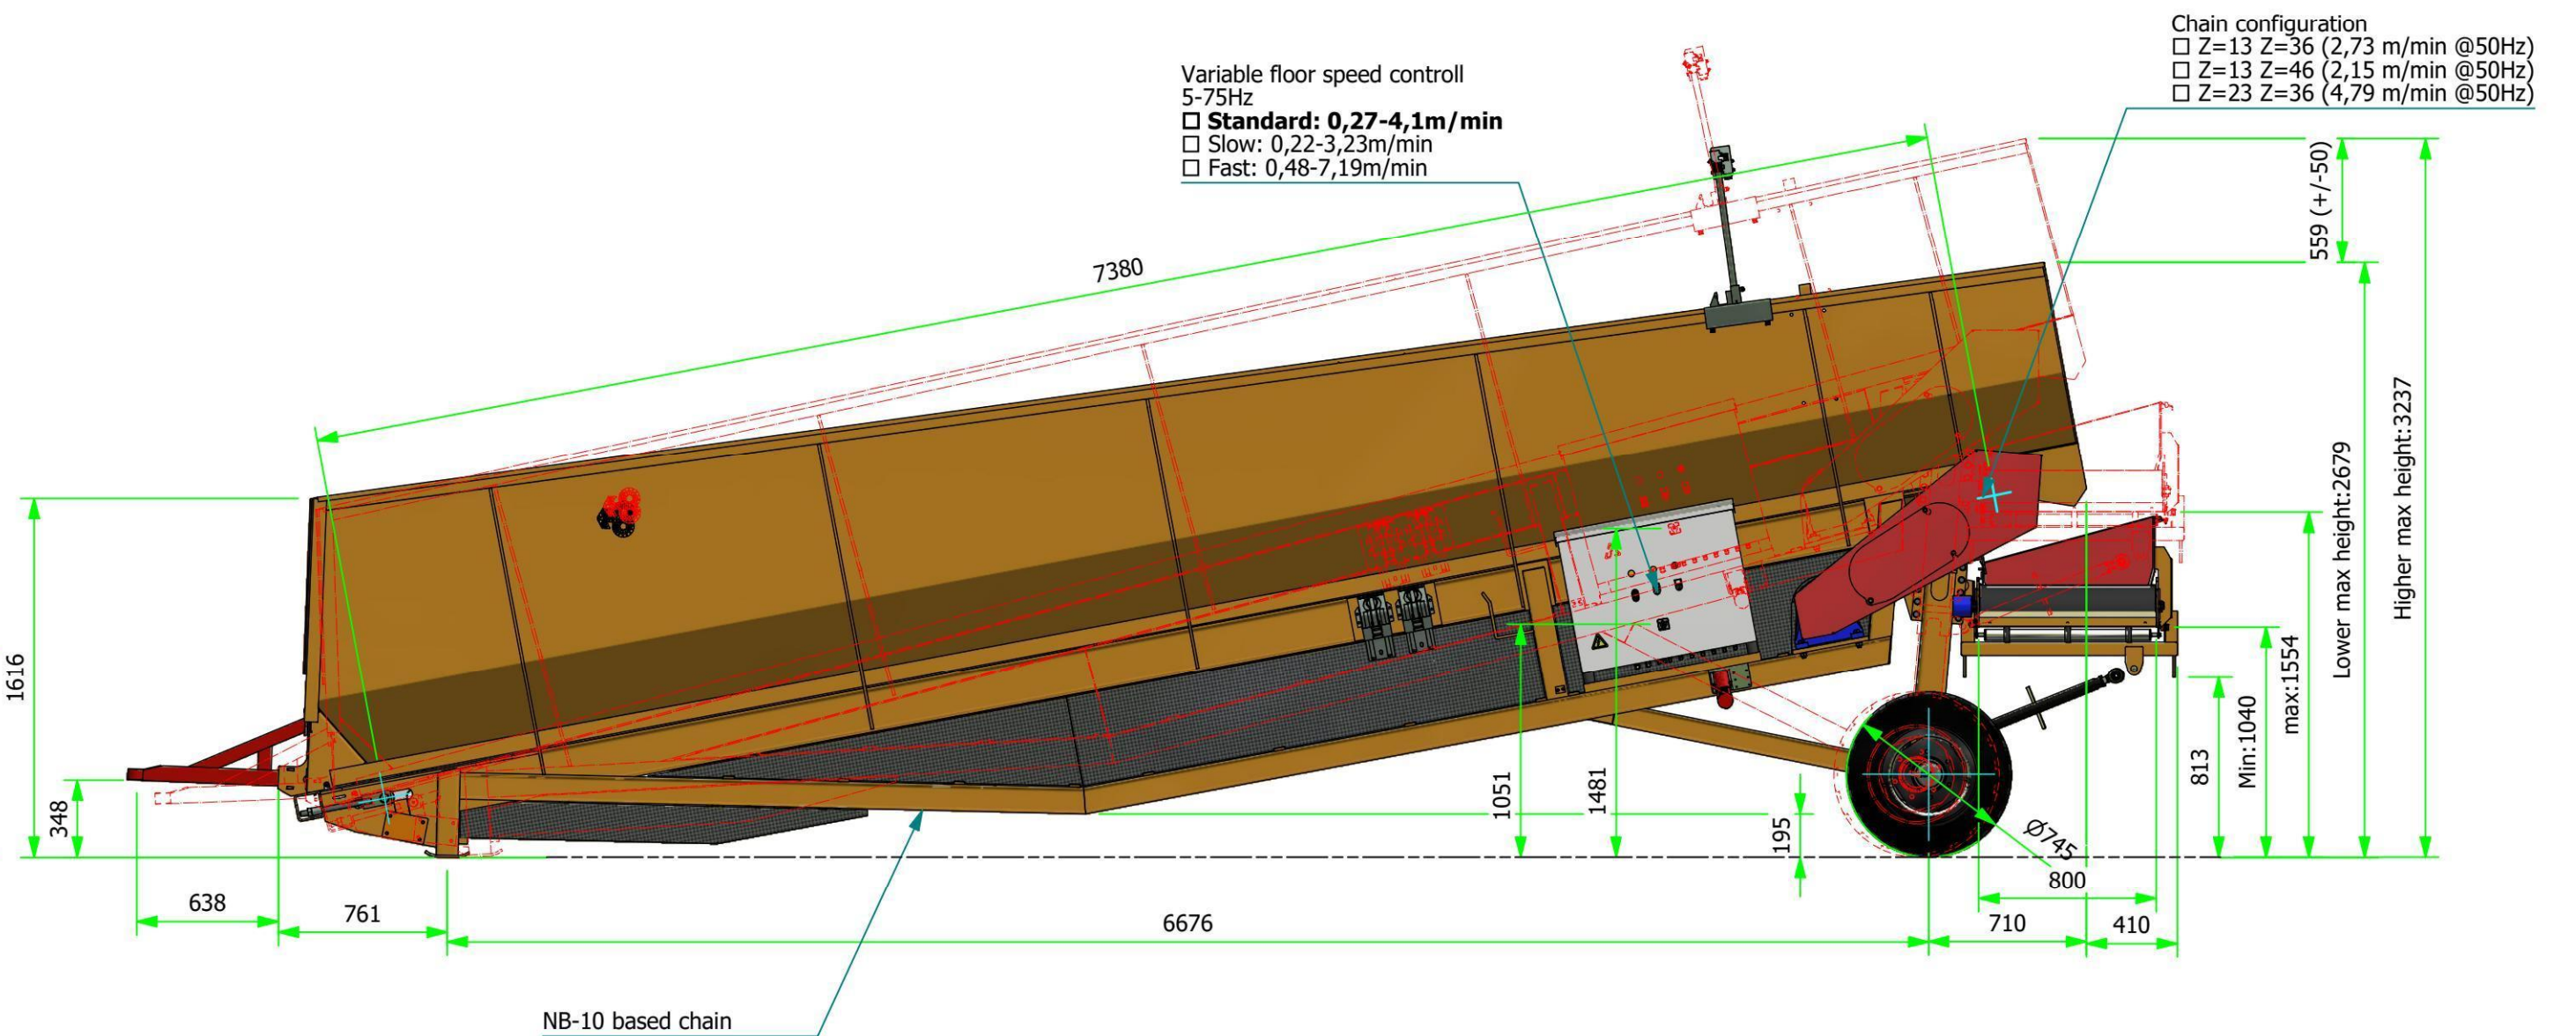 Chain configuration
☐ Z=13 Z=36 (2,73 m/min @50Hz)
☐ Z=13 Z=46 (2,15 m/min @50Hz)
☐ Z=23 Z=36 (4,79 m/min @50Hz)
Variable floor speed controll
5-75Hz
☐ Standard: 0,27-4,1m/min
☐ Slow: 0,22-3,23m/min
☐ Fast: 0,48-7,19m/min
559 (+/-50)
7380
Higher max height:3237
Lower max height:2679
1616
348
1051
1481
195
Ø745
813
Min:1040
max:1554
800
638
761
6676
710
410
NB-10 based chain